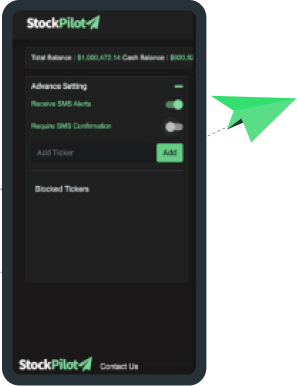 StockPilot
Total Balance : $1,000,472.14 Cash Balance : $920,82
Advance Setting
Receive SMS Alerts
Require SMS Confirmation
Add Ticker
Add
Blocked Tickers
StockPilot Contact Us